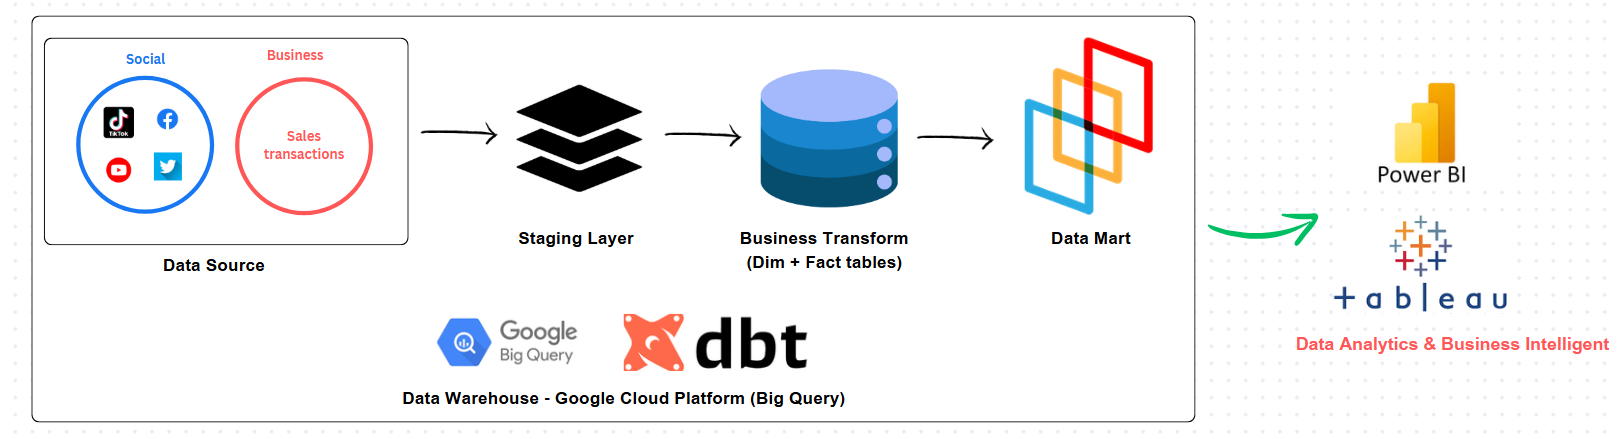 Social
Business
TikTok
Sales
transactions
Data Source
Staging Layer
Business Transform
(Dim + Fact tables)
Data Mart
Google
Big Query
dbt
Data Warehouse - Google Cloud Platform (Big Query)
Power BI
+ableau
Data Analytics & Business Intelligent